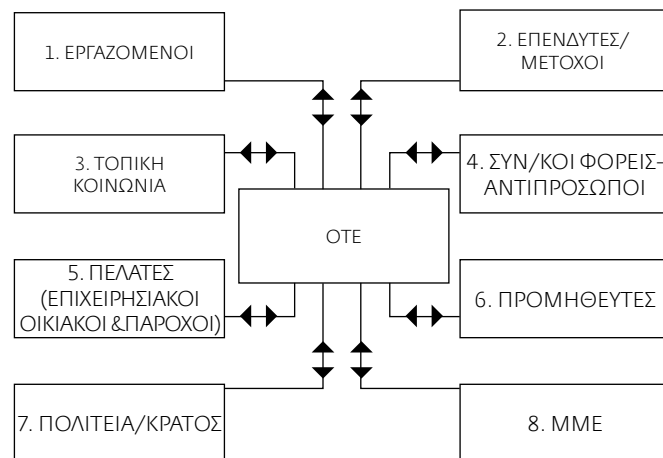 1. ΕΡΓΑΖΟΜΕΝΟΙ
2. ΕΠΕΝΔΥΤΕΣ/
ΜΕΤΟΧΟΙ
3. ΤΟΠΙΚΗ
ΚΟΙΝΩΝΙΑ
4. ΣΥΝ/ΚΟΙ ΦΟΡΕΙΣ-
ΑΝΤΙΠΡΟΣΩΠΟΙ
ΟΤΕ
5. ΠΕΛΑΤΕΣ
(ΕΠΙΧΕΙΡΗΣΙΑΚΟΙ
ΟΙΚΙΑΚΟΙ &ΠΑΡΟΧΟΙ)
6. ΠΡΟΜΗΘΕΥΤΕΣ
7. ΠΟΛΙΤΕΙΑ/ΚΡΑΤΟΣ
8. ΜΜΕ